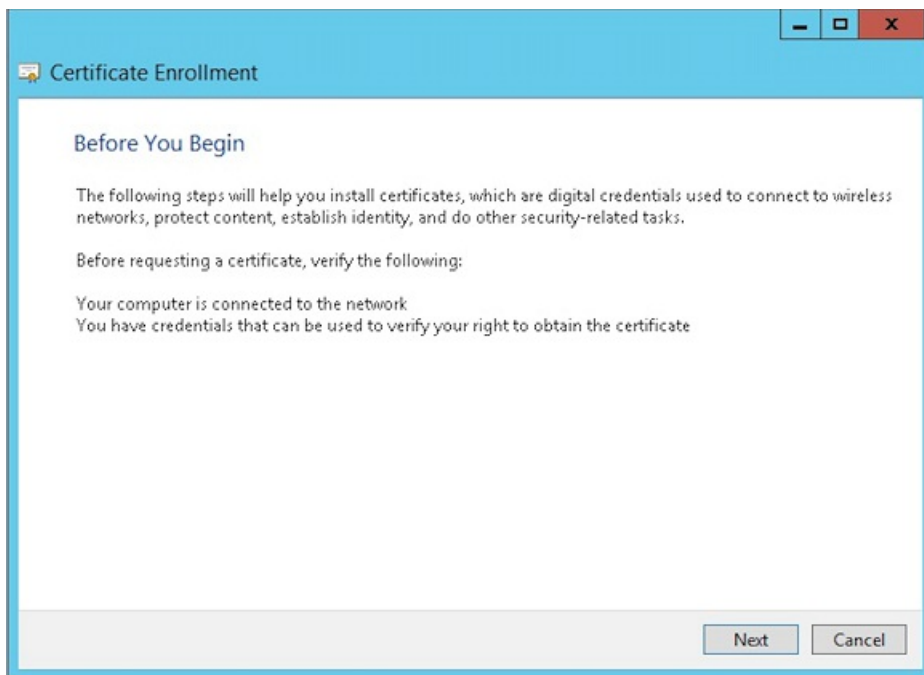 Certificate Enrollment
Before You Begin
The following steps will help you install certificates, which are digital credentials used to connect to wireless
networks, protect content, establish identity, and do other security-related tasks.
Before requesting a certificate, verify the following:
Your computer is connected to the network
You have credentials that can be used to verify your right to obtain the certificate
Next
Cancel